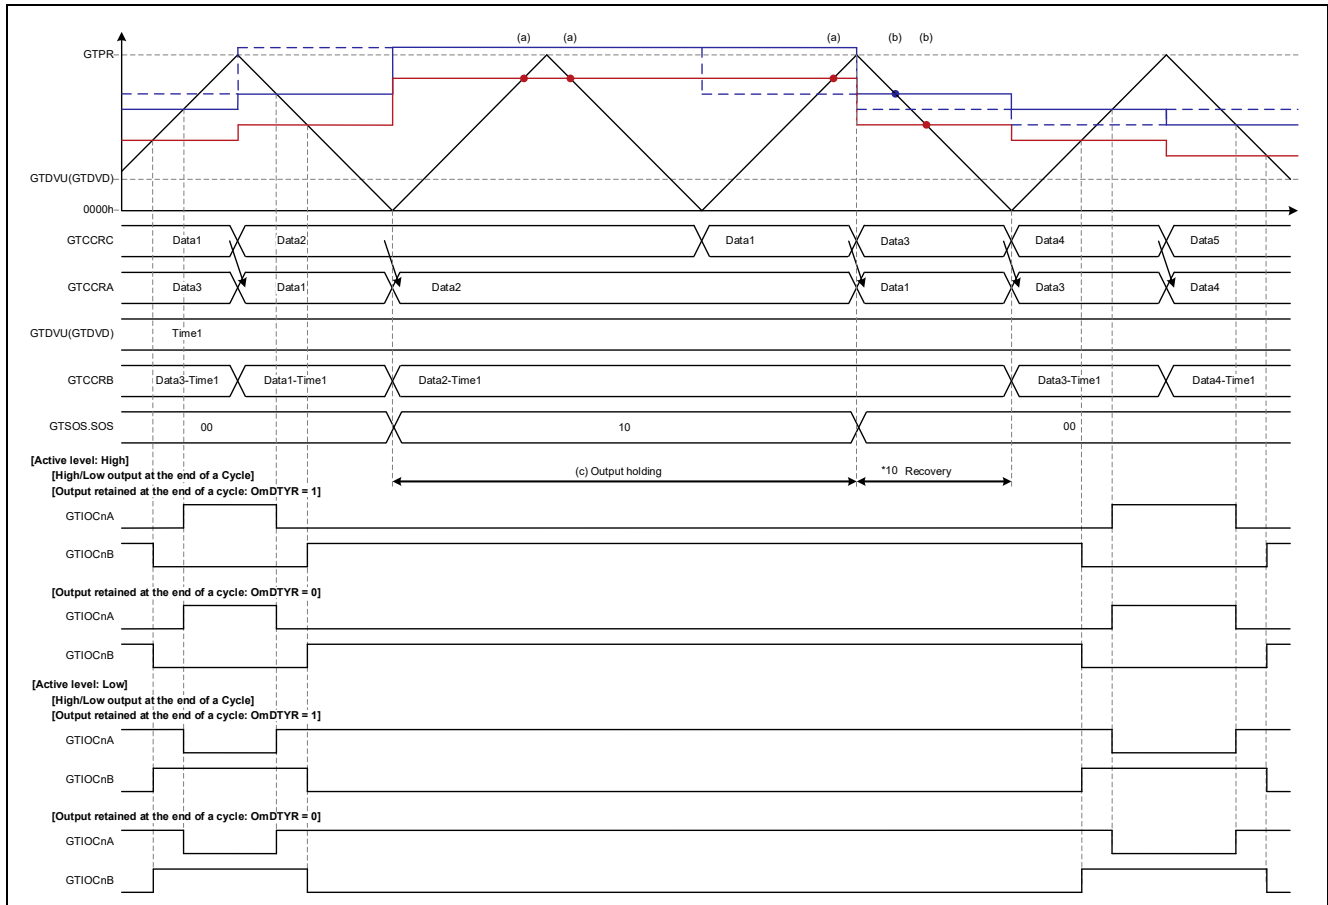 (a) (a) (a) (b) (b)
GTPR
GTDVU(GTDVD)
0000h
GTCCRC Data1 Data2 Data1 Data3 Data4 Data5
GTCCRA Data3 Data1 Data2 Data1 Data3 Data4
GTDVU(GTDVD) Time1
GTCCRB Data3-Time1 Data1-Time1 Data2-Time1 Data3-Time1 Data4-Time1
GTSOS.SOS 00 10 00
[Active level: High]
[High/Low output at the end of a Cycle]
(c) Output holding *10 Recovery
[Output retained at the end of a cycle: OmDTYR = 1]
GTIOCnA
GTIOCnB
[Output retained at the end of a cycle: OmDTYR = 0]
GTIOCnA
GTIOCnB
[Active level: Low]
[High/Low output at the end of a Cycle]
[Output retained at the end of a cycle: OmDTYR = 1]
GTIOCnA
GTIOCnB
[Output retained at the end of a cycle: OmDTYR = 0]
GTIOCnA
GTIOCnB